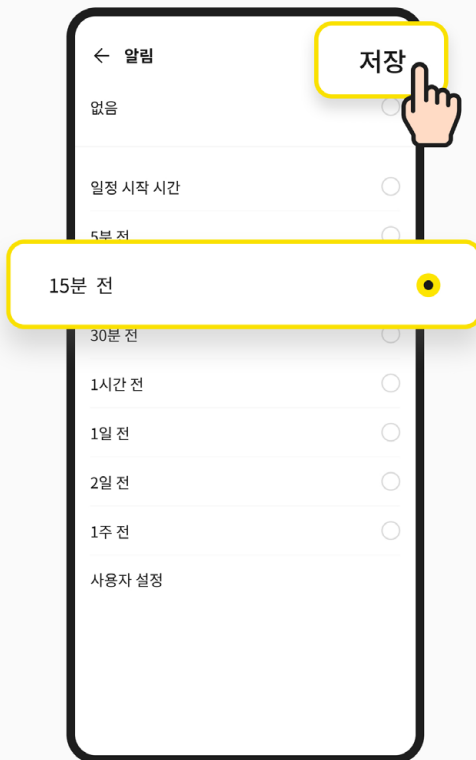 알림
저장
없음
일정 시작 시간
5분 전
15분 전
30분 전
1시간 전
1일 전
2일 전
1주 전
사용자 설정